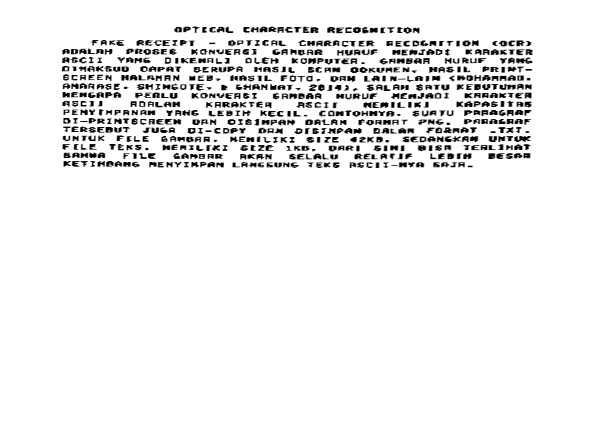 OPTICAL CHARACTER RECOGNITION
FAKE RECEIPT - OPTICAL CHARACTER RECOGNITION (OCR)
ADALAH PROSES KONVERSI GAMBAR HURUF MENJADI KARAKTER
ASCII YANG DIKENALI OLEH KOMPUTER. GAMBAR HURUF YANG
DIMAKSUD DAPAT BERUPA HASIL SCAN DOKUMEN, HASIL PRINT-
SCREEN HALAMAN WEB, HASIL FOTO, DAN LAIN-LAIN (MOHAMMAD,
ANARASE, SHINGOTE, & GHANWAT, 2014). SALAH SATU KEBUTUHAN
MENGAPA PERLU KONVERSI GAMBAR HURUF MENJADI KARAKTER
ASCII ADALAH KARAKTER ASCII MEMILIKI KAPASITAS
PENYIMPANAN YANG LEBIH KECIL. CONTOHNYA, SUATU PARAGRAF
DI-PRINTSCREEN DAN DISIMPAN DALAM FORMAT PNG. PARAGRAF
TERSEBUT JUGA DI-COPY DAN DISIMPAN DALAM FORMAT .TXT.
UNTUK FILE GAMBAR, MEMILIKI SIZE 42KB, SEDANGKAN UNTUK
FILE TEKS, MEMILIKI SIZE 1KB. DARI SINI BISA TERLIHAT
BAHWA FILE GAMBAR AKAN SELALU RELATIF LEBIH BESAR
KETIMBANG MENYIMPAN LANGSUNG TEKS ASCII-NYA SAJA.